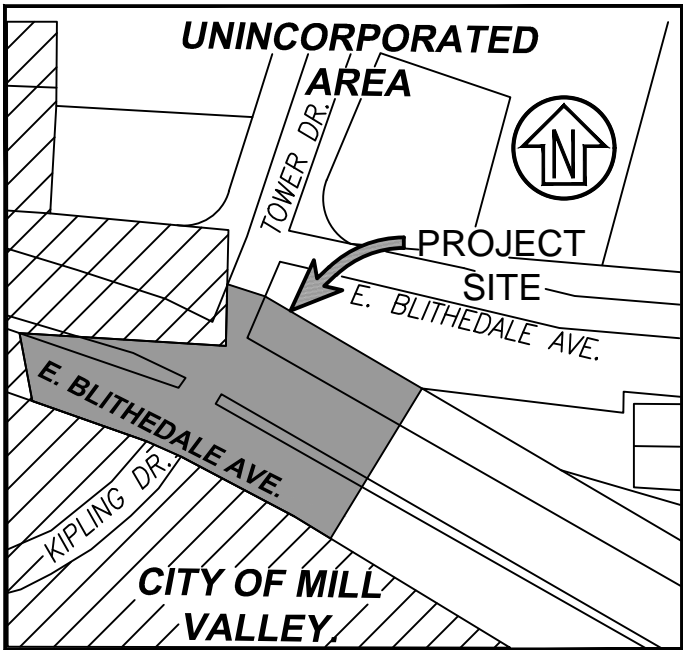 UNINCORPORATED
AREA
TOWER DR.
N
PROJECT
SITE
E. BLITHEDALE AVE.
E. BLITHEDALE AVE.
KIPLING DR.
CITY OF MILL
VALLEY.